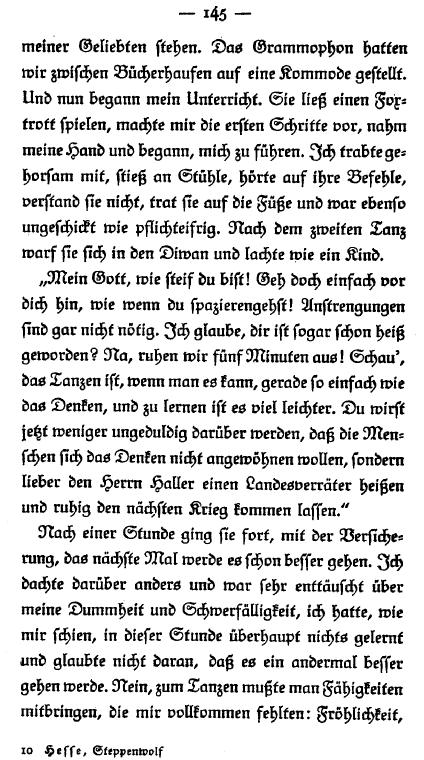 — 145 —
meiner Geliebten stehen. Das Grammophon hatten
wir zwischen Bücherhaufen auf eine Kommode gestellt.
Und nun begann mein Unterricht. Sie ließ einen Fox-
trott spielen, machte mir die ersten Schritte vor, nahm
meine Hand und begann, mich zu führen. Ich trabte ge-
horsam mit, stieß an Stühle, hörte auf ihre Befehle,
verstand sie nicht, trat sie auf die Füße und war ebenso
ungeschickt wie pflichteifrig. Nach dem zweiten Tanz
warf sie sich in den Diwan und lachte wie ein Kind.
„Mein Gott, wie steif du bist! Geh doch einfach vor
dich hin, wie wenn du spazierengehst! Anstrengungen
sind gar nicht nötig. Ich glaube, dir ist sogar schon heiß
geworden? Na, ruhen wir fünf Minuten aus! Schau’,
das Tanzen ist, wenn man es kann, gerade so einfach wie
das Denken, und zu lernen ist es viel leichter. Du wirst
jetzt weniger ungeduldig darüber werden, daß die Men-
schen sich das Denken nicht angewöhnen wollen, sondern
lieber den Herrn Haller einen Landesverräter heißen
und ruhig den nächsten Krieg kommen lassen.“
Nach einer Stunde ging sie fort, mit der Versiche-
rung, das nächste Mal werde es schon besser gehen. Ich
dachte darüber anders und war sehr enttäuscht über
meine Dummheit und Schwerfälligkeit, ich hatte, wie
mir schien, in dieser Stunde überhaupt nichts gelernt
und glaubte nicht daran, daß es ein andermal besser
gehen werde. Nein, zum Tanzen mußte man Fähigkeiten
mitbringen, die mir vollkommen fehlten: Fröhlichkeit,
10 Hesse, Steppenwolf